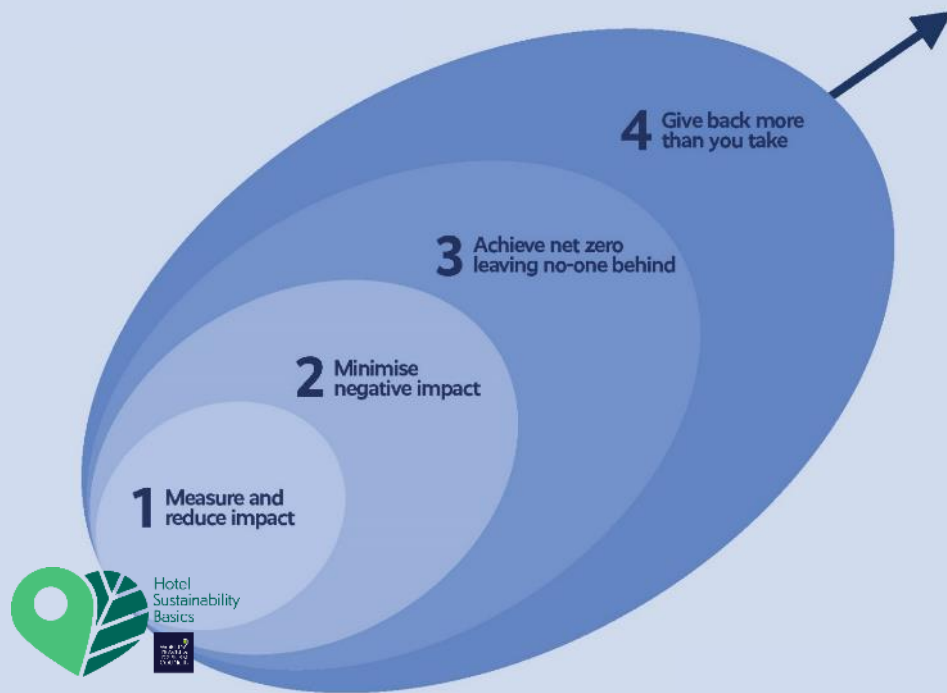 4 Give back more
than you take
3 Achieve net zero
leaving no-one behind
2 Minimise
negative impact
1 Measure and
reduce impact
Hotel
Sustainability
Basics